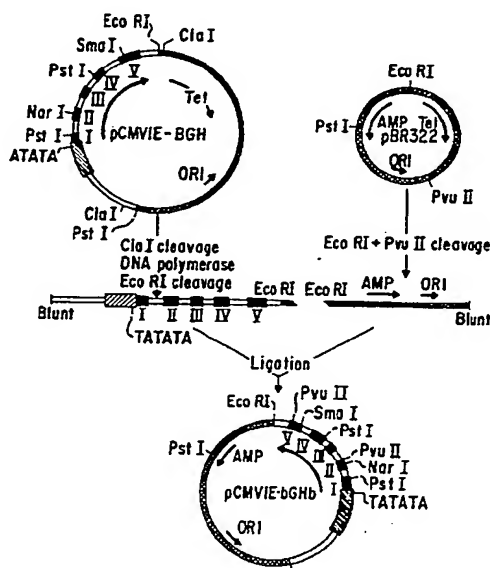 Eco RI
Cla I
Sma I
Pst I
V
IV
III
II
I
Nar I
Pst I
ATATA
Tet
pCMVIE-BGH
ORI
Cla I
Pst I
Eco RI
Pst I
AMP
Tet
pBR322
ORI
Pvu II
Cla I cleavage
DNA polymerase
Eco RI cleavage
Eco RI + Pvu II cleavage
Eco RI
Eco RI
AMP
ORI
Blunt
I
II
III
IV
V
Blunt
TATATA
Ligation
Eco RI
Pvu II
Sma I
Pst I
Pvu II
Nar I
Pst I
TATATA
Pst I
V
IV
III
II
I
AMP
pCMVIE-bGHb
ORI